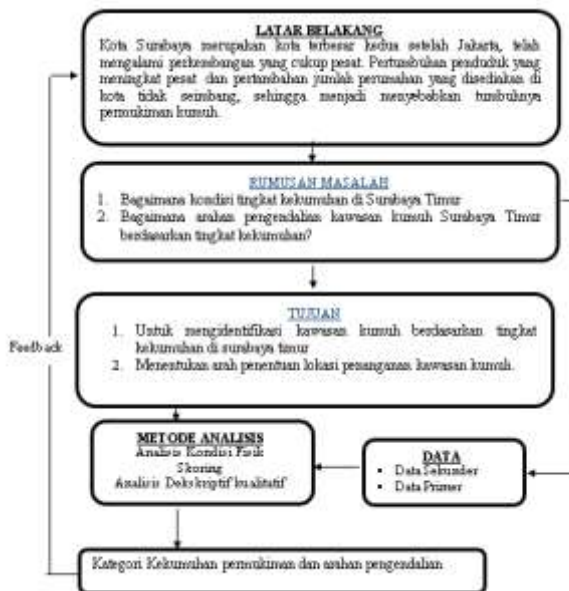 LATAR BELAKANG
Kota Surabaya merupakan kota terbesar kedua setelah Jakarta, telah
mengalami perkembangan yang cukup pesat. Pertumbuhan penduduk yang
meningkat pesat dan pertambahan jumlah perumahan yang disediakan di
kota tidak seimbang, sehingga menjadi menyebabkan tumbuhnya
permukiman kumuh.
RUMUSAN MASALAH
1. Bagaimana kondisi tingkat kekumuhan di Surabaya Timur
2. Bagaimana arahan pengendalian kawasan kumuh Surabaya Timur
berdasarkan tingkat kekumuhan?
TUJUAN
1. Untuk mengidentifikasi kawasan kumuh berdasarkan tingkat
kekumuhan di surabaya timur
2. Menentukan arah penentuan lokasi penanganan kawasan kumuh.
Feedback
METODE ANALISIS
Analisis Kondisi Fisik
Skoring
Analisis Dekskriptif kualitatif
DATA
• Data Sekunder
• Data Primer
Kategori Kekumuhan permukiman dan arahan pengendalian